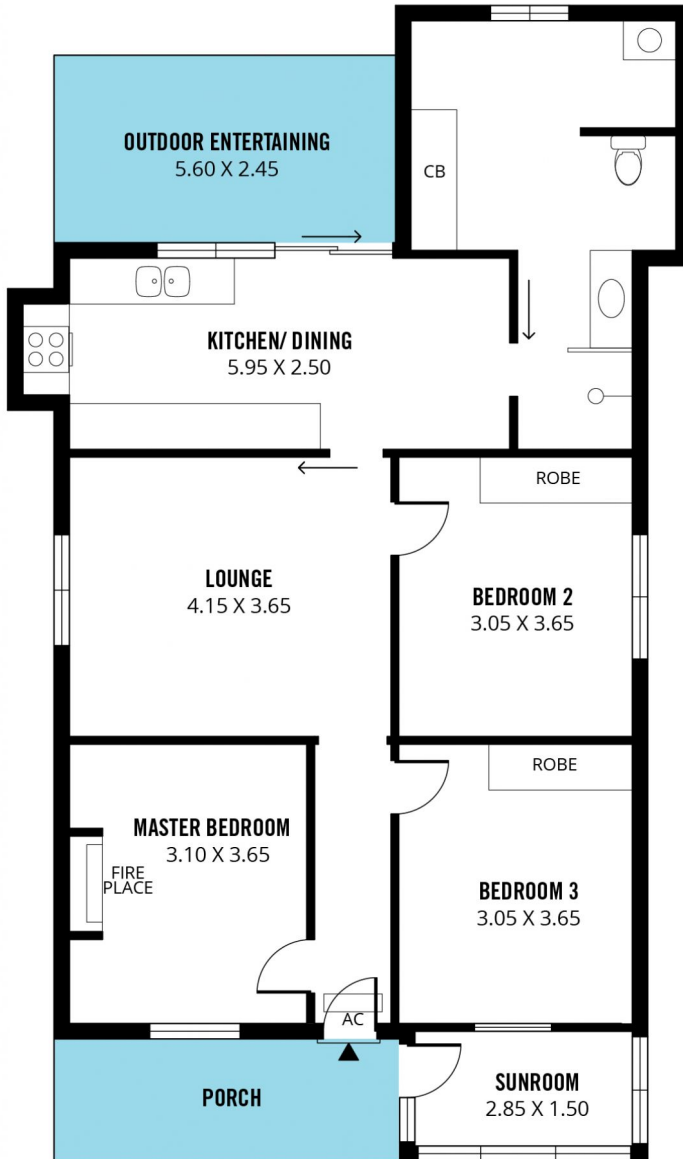 OUTDOOR ENTERTAINING
5.60 X 2.45
CB
KITCHEN/ DINING
5.95 X 2.50
ROBE
LOUNGE
4.15 X 3.65
BEDROOM 2
3.05 X 3.65
ROBE
MASTER BEDROOM
3.10 X 3.65
FIRE
PLACE
BEDROOM 3
3.05 X 3.65
AC
SUNROOM
2.85 X 1.50
PORCH